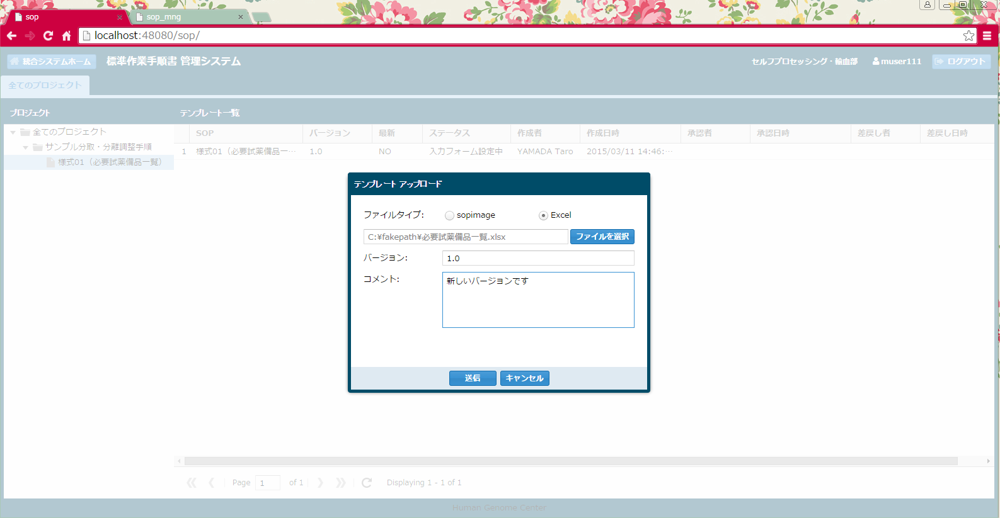 sop
sop_mng
localhost:48080/sop/
統合システムホーム 標準作業手順書 管理システム セルフプロセッシング・輸血部 muser111 ログアウト
全てのプロジェクト
プロジェクト
テンプレート一覧
全てのプロジェクト
サンプル分取・分離調整手順
様式01（必要試薬備品一覧）
SOP バージョン 最新 ステータス 作成者 作成日時 承認者 承認日時 差戻し者 差戻し日時
1 様式01（必要試薬備品一… 1.0 NO 入力フォーム設定中 YAMADA Taro 2015/03/11 14:46:…
テンプレート アップロード
ファイルタイプ: sopimage Excel
C:¥fakepath¥必要試薬備品一覧.xlsx ファイルを選択
バージョン: 1.0
コメント: 新しいバージョンです
送信 キャンセル
Page 1 of 1 Displaying 1 - 1 of 1
Human Genome Center